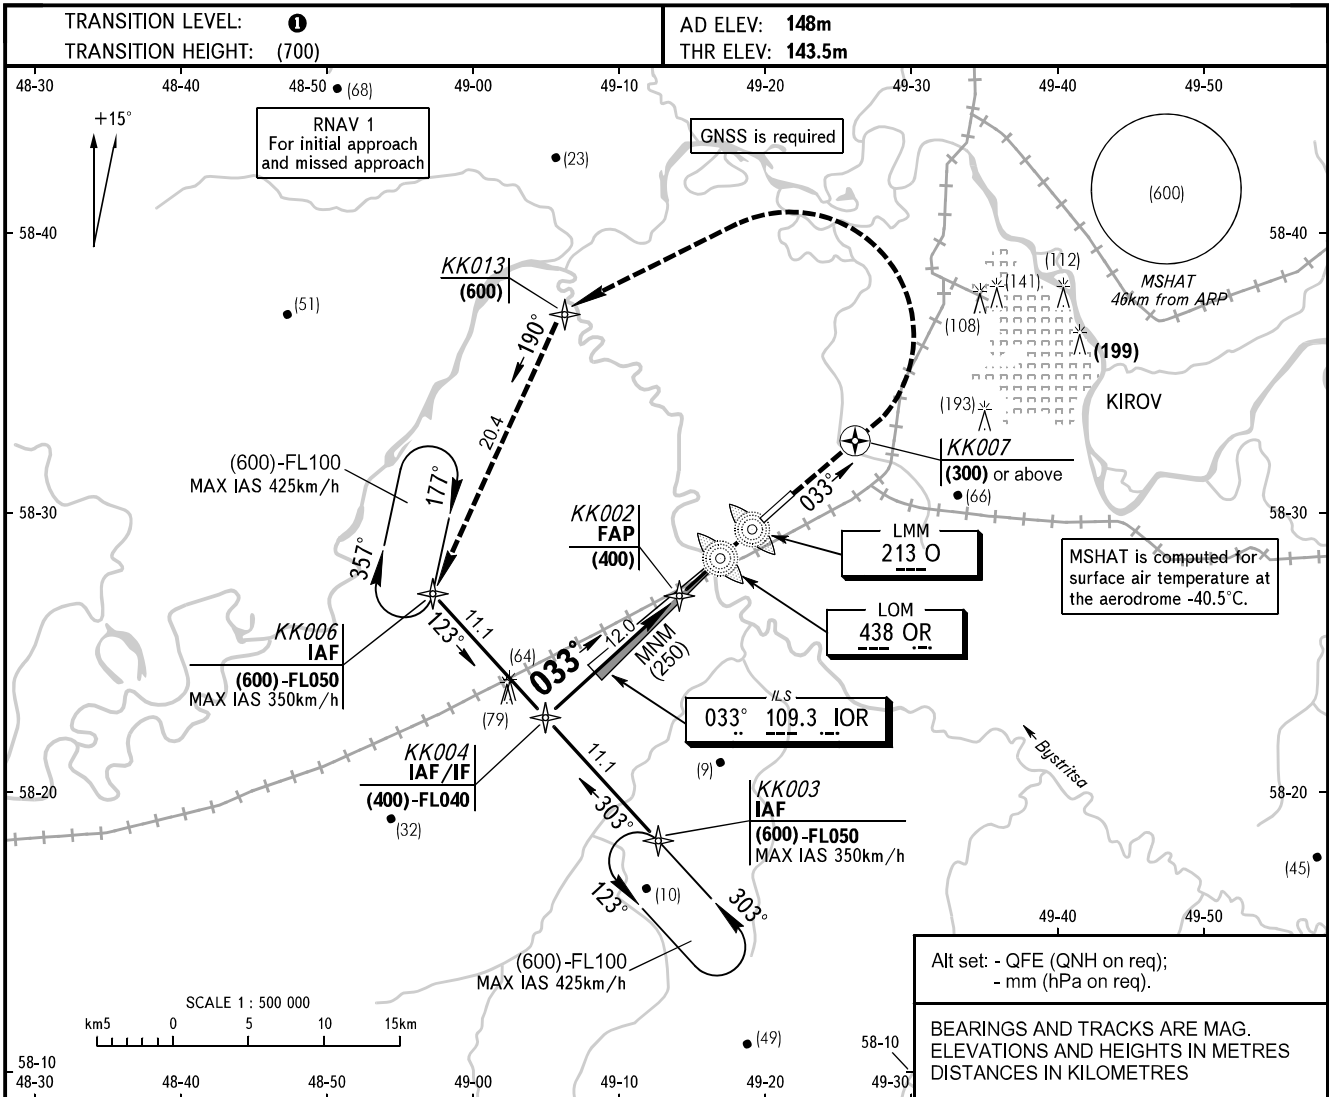 TRANSITION LEVEL: 1
TRANSITION HEIGHT: (700)
AD ELEV: 148m
THR ELEV: 143.5m
48-30 48-40 48-50 49-00 49-10 49-20 49-30 49-40 49-50
(68)
+15°
RNAV 1
For initial approach
and missed approach
GNSS is required
(23)
(600)
58-40 58-40
MSHAT
46km from ARP
KK013
(600)
(112)
(141)
(51)
(108)
(199)
190°
KIROV
(193)
20.4
KK007
(300) or above
(66)
(600)-FL100
MAX IAS 425km/h
177°
033°
58-30 58-30
KK002
FAP
(400)
LMM
213 O
357°
MSHAT is computed for
surface air temperature at
the aerodrome -40.5°C.
LOM
438 OR
KK006
IAF
(600)-FL050
MAX IAS 350km/h
11.1
123°
(64)
033°
12.0
MNM
(250)
ILS
033° 109.3 IOR
(79)
KK004
IAF/IF
(400)-FL040
11.1
(9)
Bystritsa
58-20 58-20
303°
KK003
IAF
(600)-FL050
MAX IAS 350km/h
(32)
(45)
(10)
123°
303°
49-40 49-50
(600)-FL100
MAX IAS 425km/h
Alt set: - QFE (QNH on req);
- mm (hPa on req).
SCALE 1 : 500 000
km5 0 5 10 15km
(49)
58-10 58-10
BEARINGS AND TRACKS ARE MAG.
ELEVATIONS AND HEIGHTS IN METRES
DISTANCES IN KILOMETRES
48-30 48-40 48-50 49-00 49-10 49-20 49-30